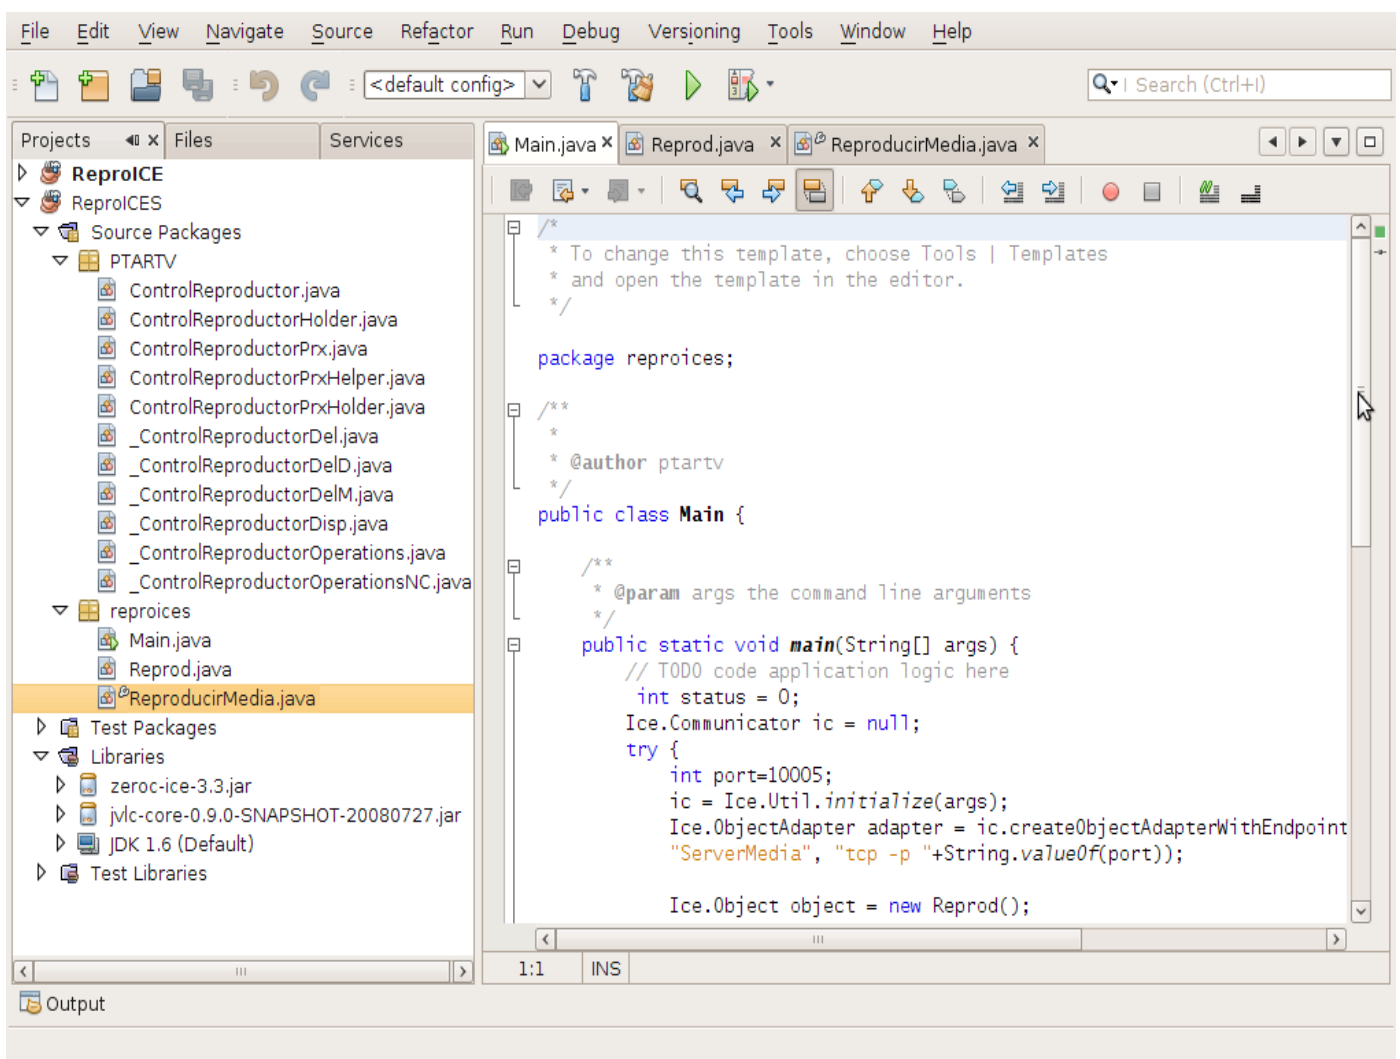 File Edit View Navigate Source Refactor Run Debug Versioning Tools Window Help
<default config>
Search (Ctrl+I)
Projects Files Services
Main.java Reprod.java ReproducirMedia.java
ReproICE
ReproICES
Source Packages
PTARTV
ControlReproductor.java
ControlReproductorHolder.java
ControlReproductorPrx.java
ControlReproductorPrxHelper.java
ControlReproductorPrxHolder.java
_ControlReproductorDel.java
_ControlReproductorDelD.java
_ControlReproductorDelM.java
_ControlReproductorDisp.java
_ControlReproductorOperations.java
_ControlReproductorOperationsNC.java
reproices
Main.java
Reprod.java
ReproducirMedia.java
Test Packages
Libraries
zeroc-ice-3.3.jar
jvlc-core-0.9.0-SNAPSHOT-20080727.jar
JDK 1.6 (Default)
Test Libraries
/*
* To change this template, choose Tools | Templates
* and open the template in the editor.
*/
package reproices;
/**
*
* @author ptartv
*/
public class Main {
/**
* @param args the command line arguments
*/
public static void main(String[] args) {
// TODO code application logic here
int status = 0;
Ice.Communicator ic = null;
try {
int port=10005;
ic = Ice.Util.initialize(args);
Ice.ObjectAdapter adapter = ic.createObjectAdapterWithEndpoint
"ServerMedia", "tcp -p "+String.valueOf(port));
Ice.Object object = new Reprod();
1:1 INS
Output